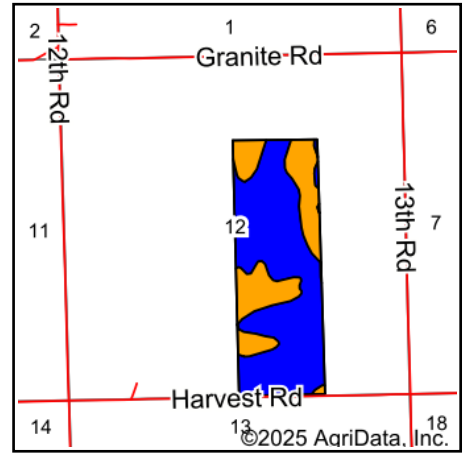 2
1
6
12th Rd
Granite Rd
13th Rd
11
12
7
Harvest Rd
14
13
18
©2025 AgriData, Inc.